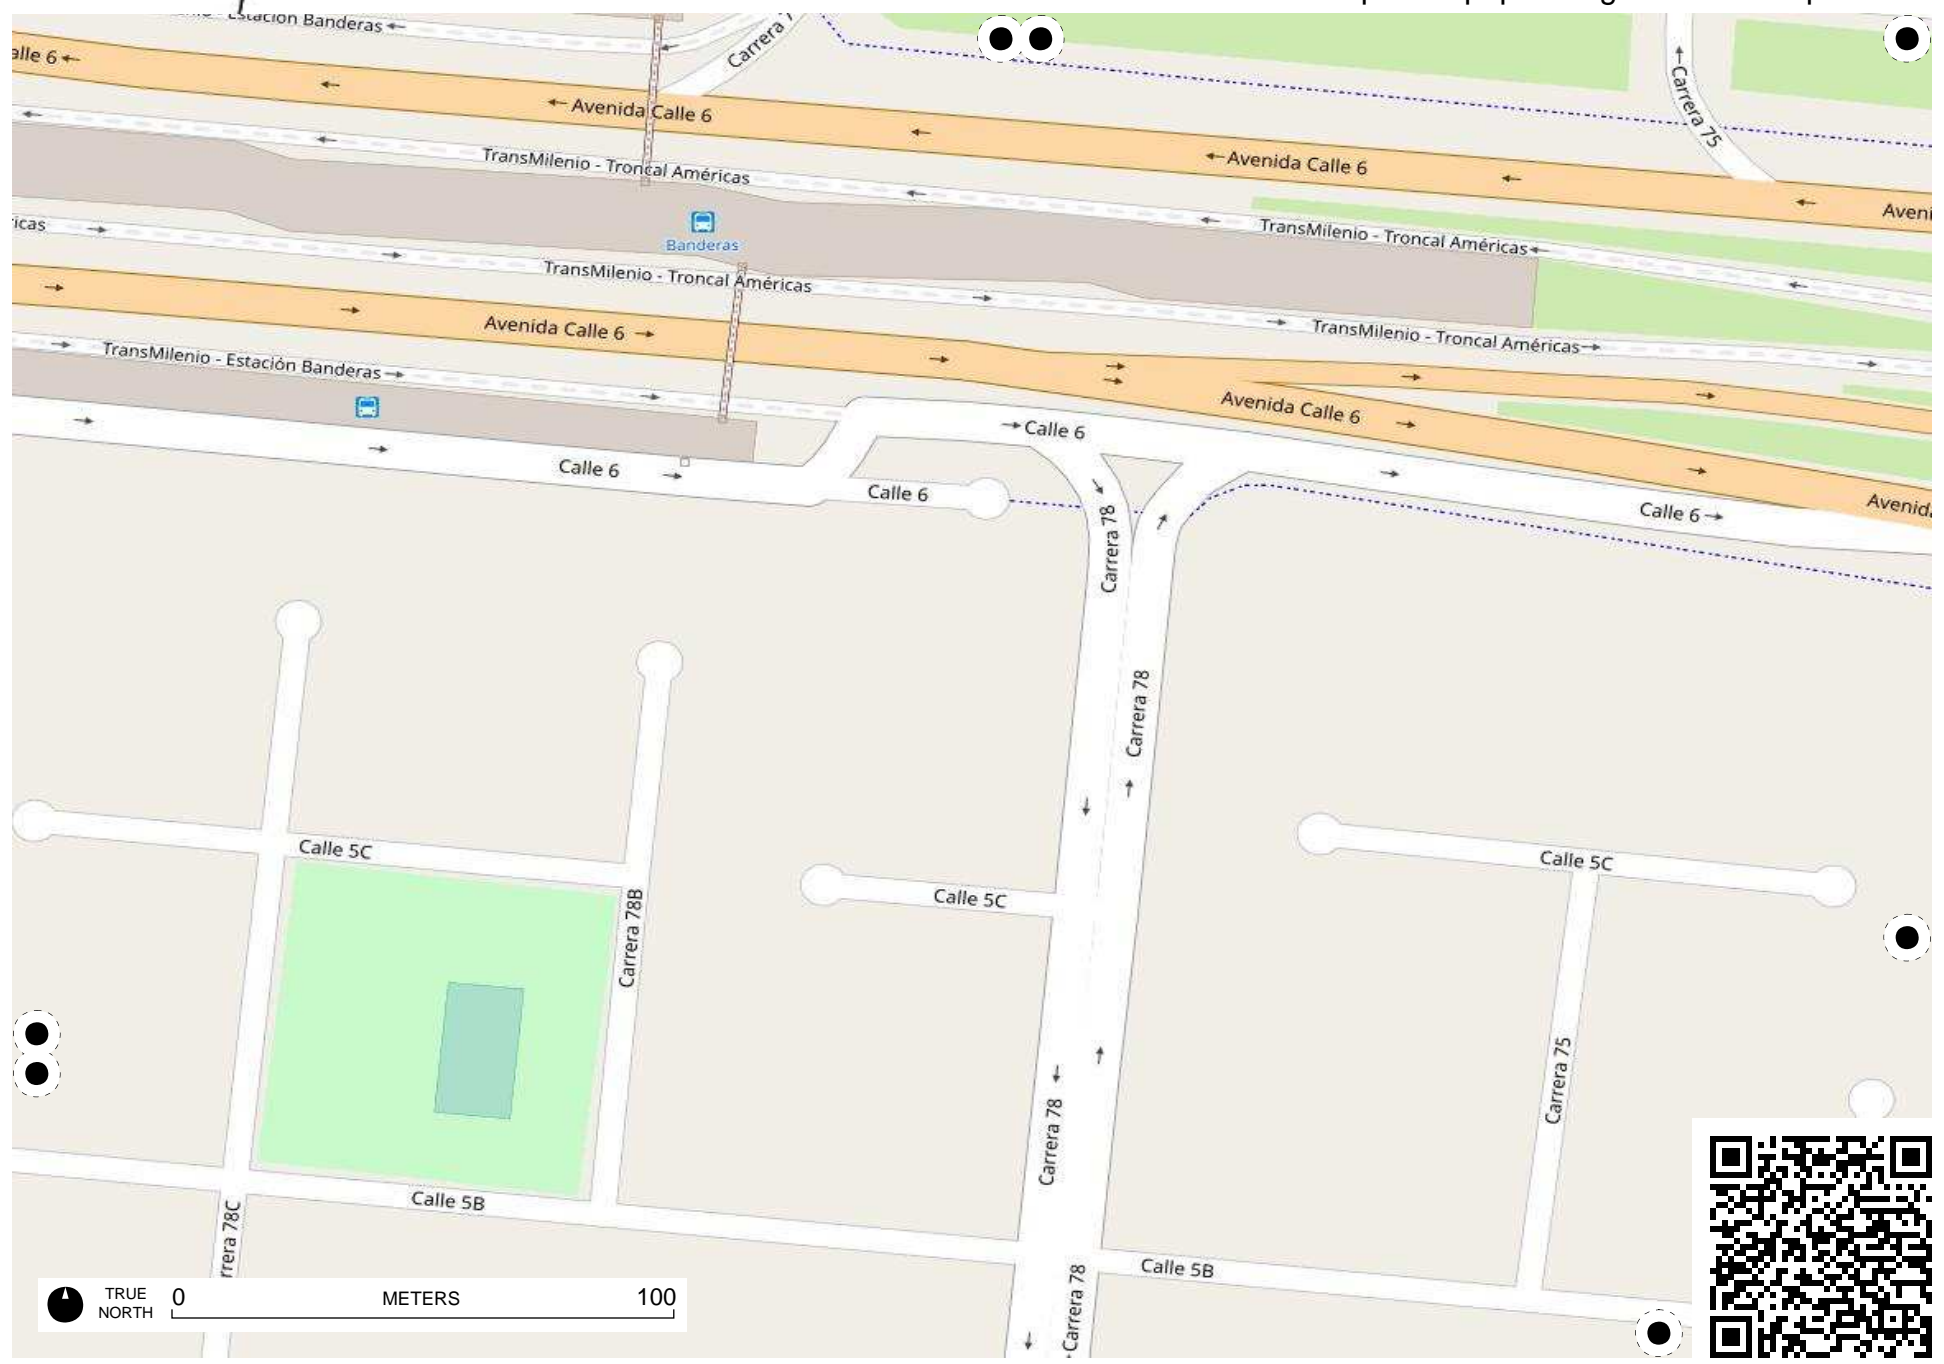 Estación Banderas
Carrera
alle 6
Avenida Calle 6
Carrera 75
Avenida Calle 6
TransMilenio - Troncal Américas
Aveni
ricas
Banderas
TransMilenio - Troncal Américas
TransMilenio - Troncal Américas
Avenida Calle 6
TransMilenio - Troncal Américas
TransMilenio - Estación Banderas
Avenida Calle 6
Calle 6
Calle 6
Calle 6
Calle 6
Avenid
Carrera 78
Carrera 78
Calle 5C
Calle 5C
Calle 5C
Carrera 78B
Carrera 75
Carrera 78
Calle 5B
rrera 78C
Calle 5B
Carrera 78
TRUE
NORTH
0 METERS 100